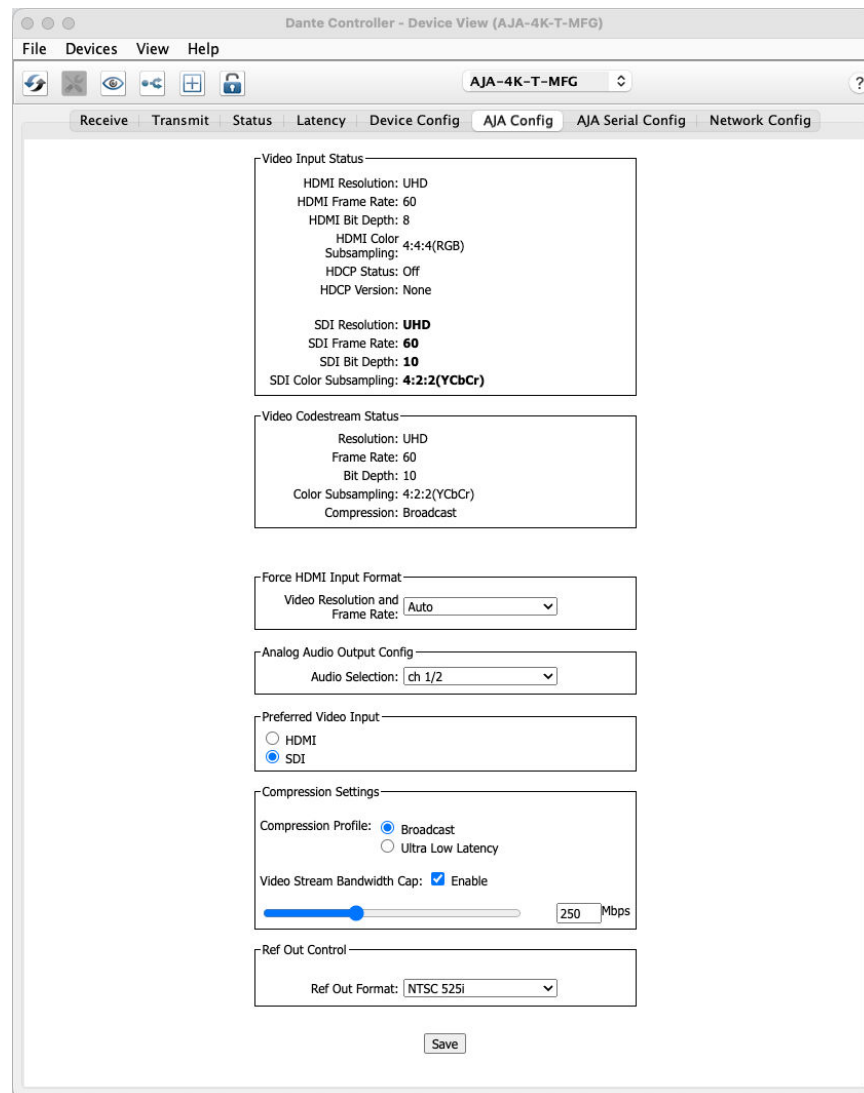 Dante Controller - Device View (AJA-4K-T-MFG)
File Devices View Help
AJA-4K-T-MFG
?
Receive Transmit Status Latency Device Config AJA Config AJA Serial Config Network Config
Video Input Status
HDMI Resolution: UHD
HDMI Frame Rate: 60
HDMI Bit Depth: 8
HDMI Color
Subsampling: 4:4:4(RGB)
HDCP Status: Off
HDCP Version: None
SDI Resolution: UHD
SDI Frame Rate: 60
SDI Bit Depth: 10
SDI Color Subsampling: 4:2:2(YCbCr)
Video Codestream Status
Resolution: UHD
Frame Rate: 60
Bit Depth: 10
Color Subsampling: 4:2:2(YCbCr)
Compression: Broadcast
Force HDMI Input Format
Video Resolution and
Frame Rate: Auto
Analog Audio Output Config
Audio Selection: ch 1/2
Preferred Video Input
HDMI
SDI
Compression Settings
Compression Profile: Broadcast
Ultra Low Latency
Video Stream Bandwidth Cap: Enable
250 Mbps
Ref Out Control
Ref Out Format: NTSC 525i
Save